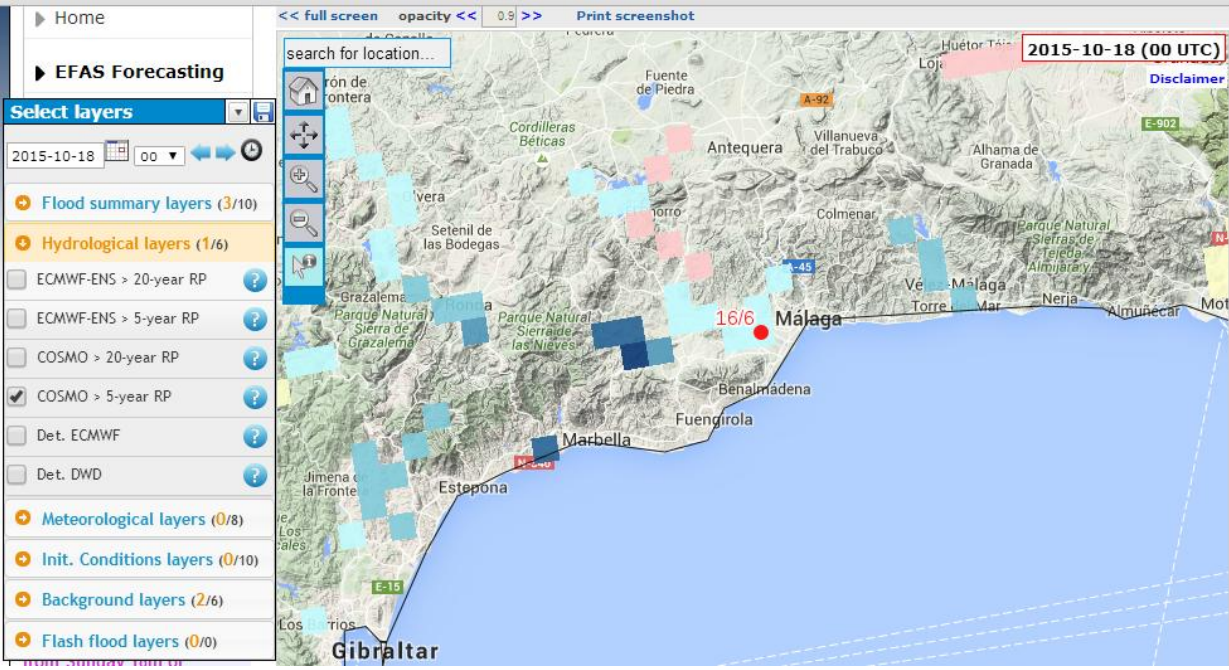 Home
EFAS Forecasting
Select layers
2015-10-18
00
Flood summary layers (3/10)
Hydrological layers (1/6)
ECMWF-ENS > 20-year RP
?
ECMWF-ENS > 5-year RP
?
COSMO > 20-year RP
?
COSMO > 5-year RP
?
Det. ECMWF
?
Det. DWD
?
Meteorological layers (0/8)
Init. Conditions layers (0/10)
Background layers (2/6)
Flash flood layers (0/0)
<< full screen opacity << 0.9 >> Print screenshot
search for location...
2015-10-18 (00 UTC)
Disclaimer
Huétor
Loja
Fuente
de Piedra
A-92
E-902
Cordilleras
Béticas
Antequera
Villanueva
del Trabuco
Alhama de
Granada
Setenil de
las Bodegas
Colmenar
Parque Natural
Sierras de
Tejeda
Almijara y
A-45
Vélez-Málaga
Torre del Mar
Nerja
Almuñécar
Grazalema
Parque Natural
Sierra de
Grazalema
Ronda
Parque Natural
Sierra de
las Nieves
16/6
Málaga
Benalmádena
Fuengirola
Marbella
N-340
Estepona
Jimena
la Fronte
E-15
Los Barrios
Gibraltar